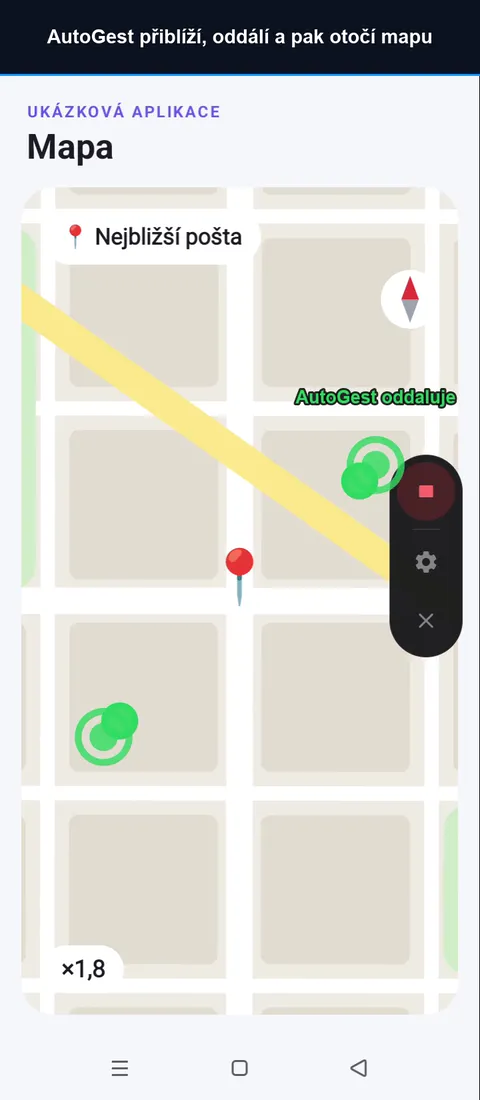 AutoGest přiblíží, oddálí a pak otočí mapu
UKÁZKOVÁ APLIKACE
Mapa
Nejbližší pošta
AutoGest oddaluje
×1,8